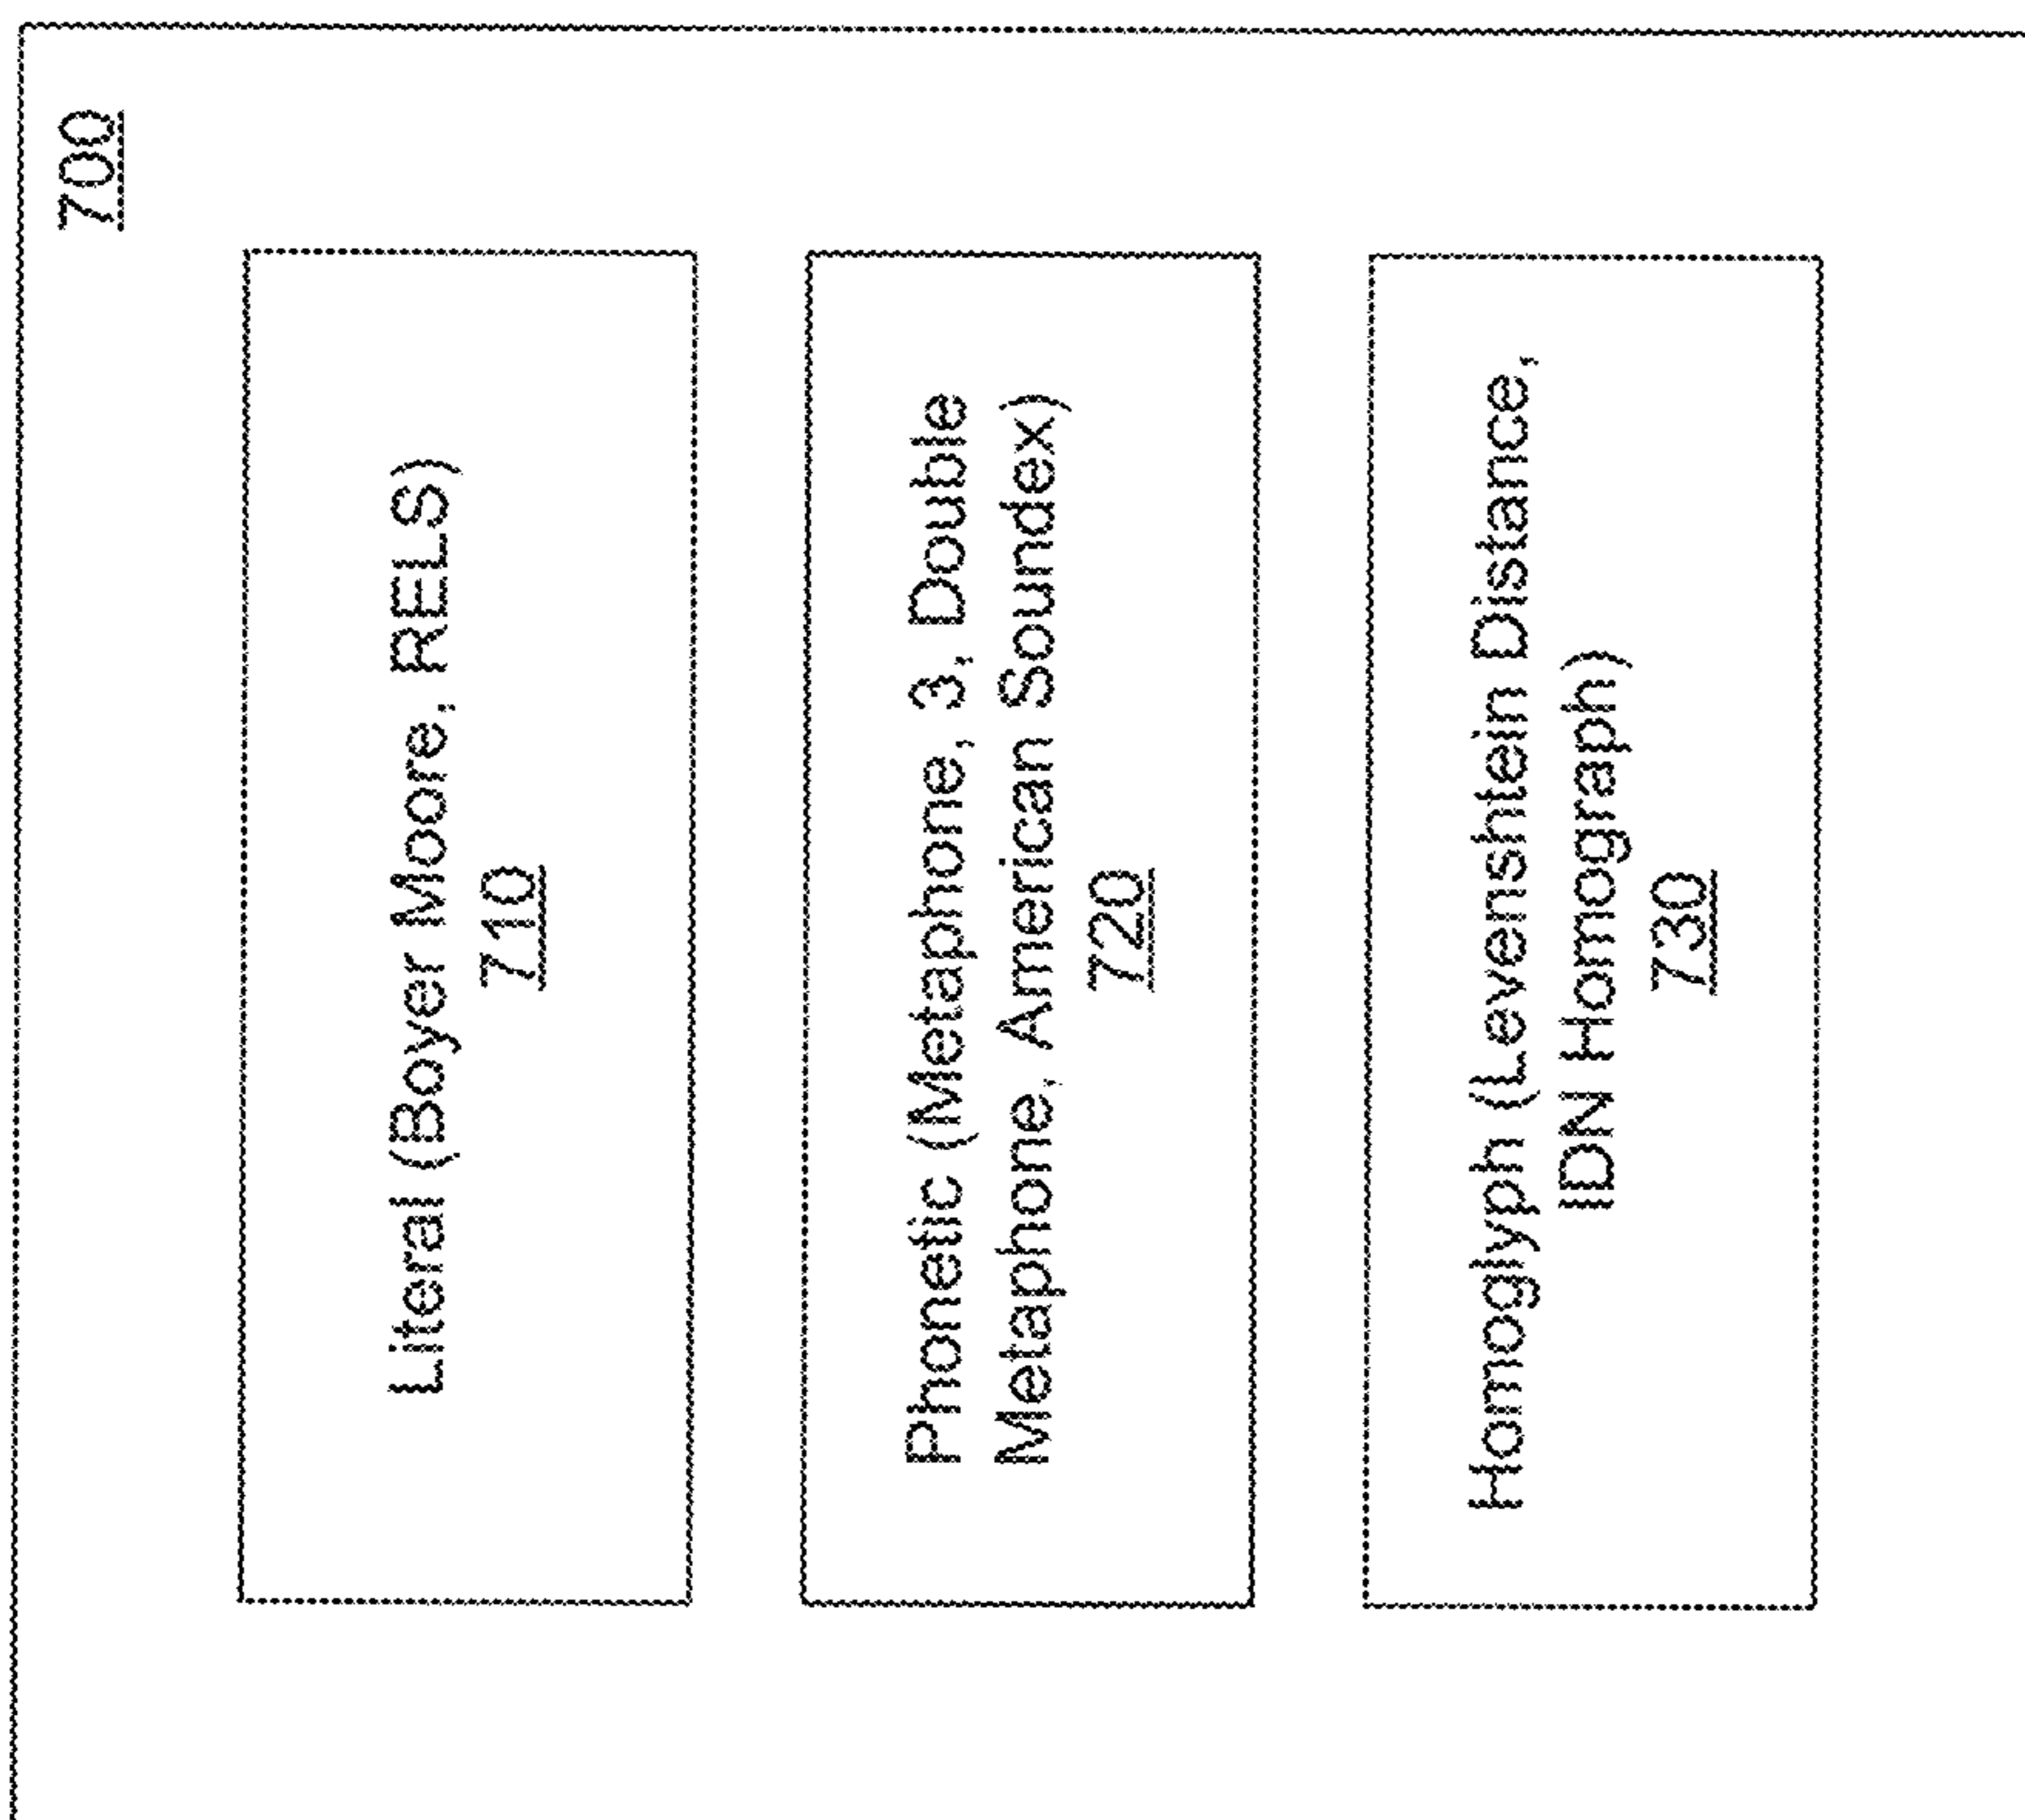 700
Literal (Boyer Moore, RELS)
710
Phonetic (Metaphone, 3, Double
Metaphone, American Soundex)
720
Homoglyph (Levenshtein Distance,
IDN Homograph)
730